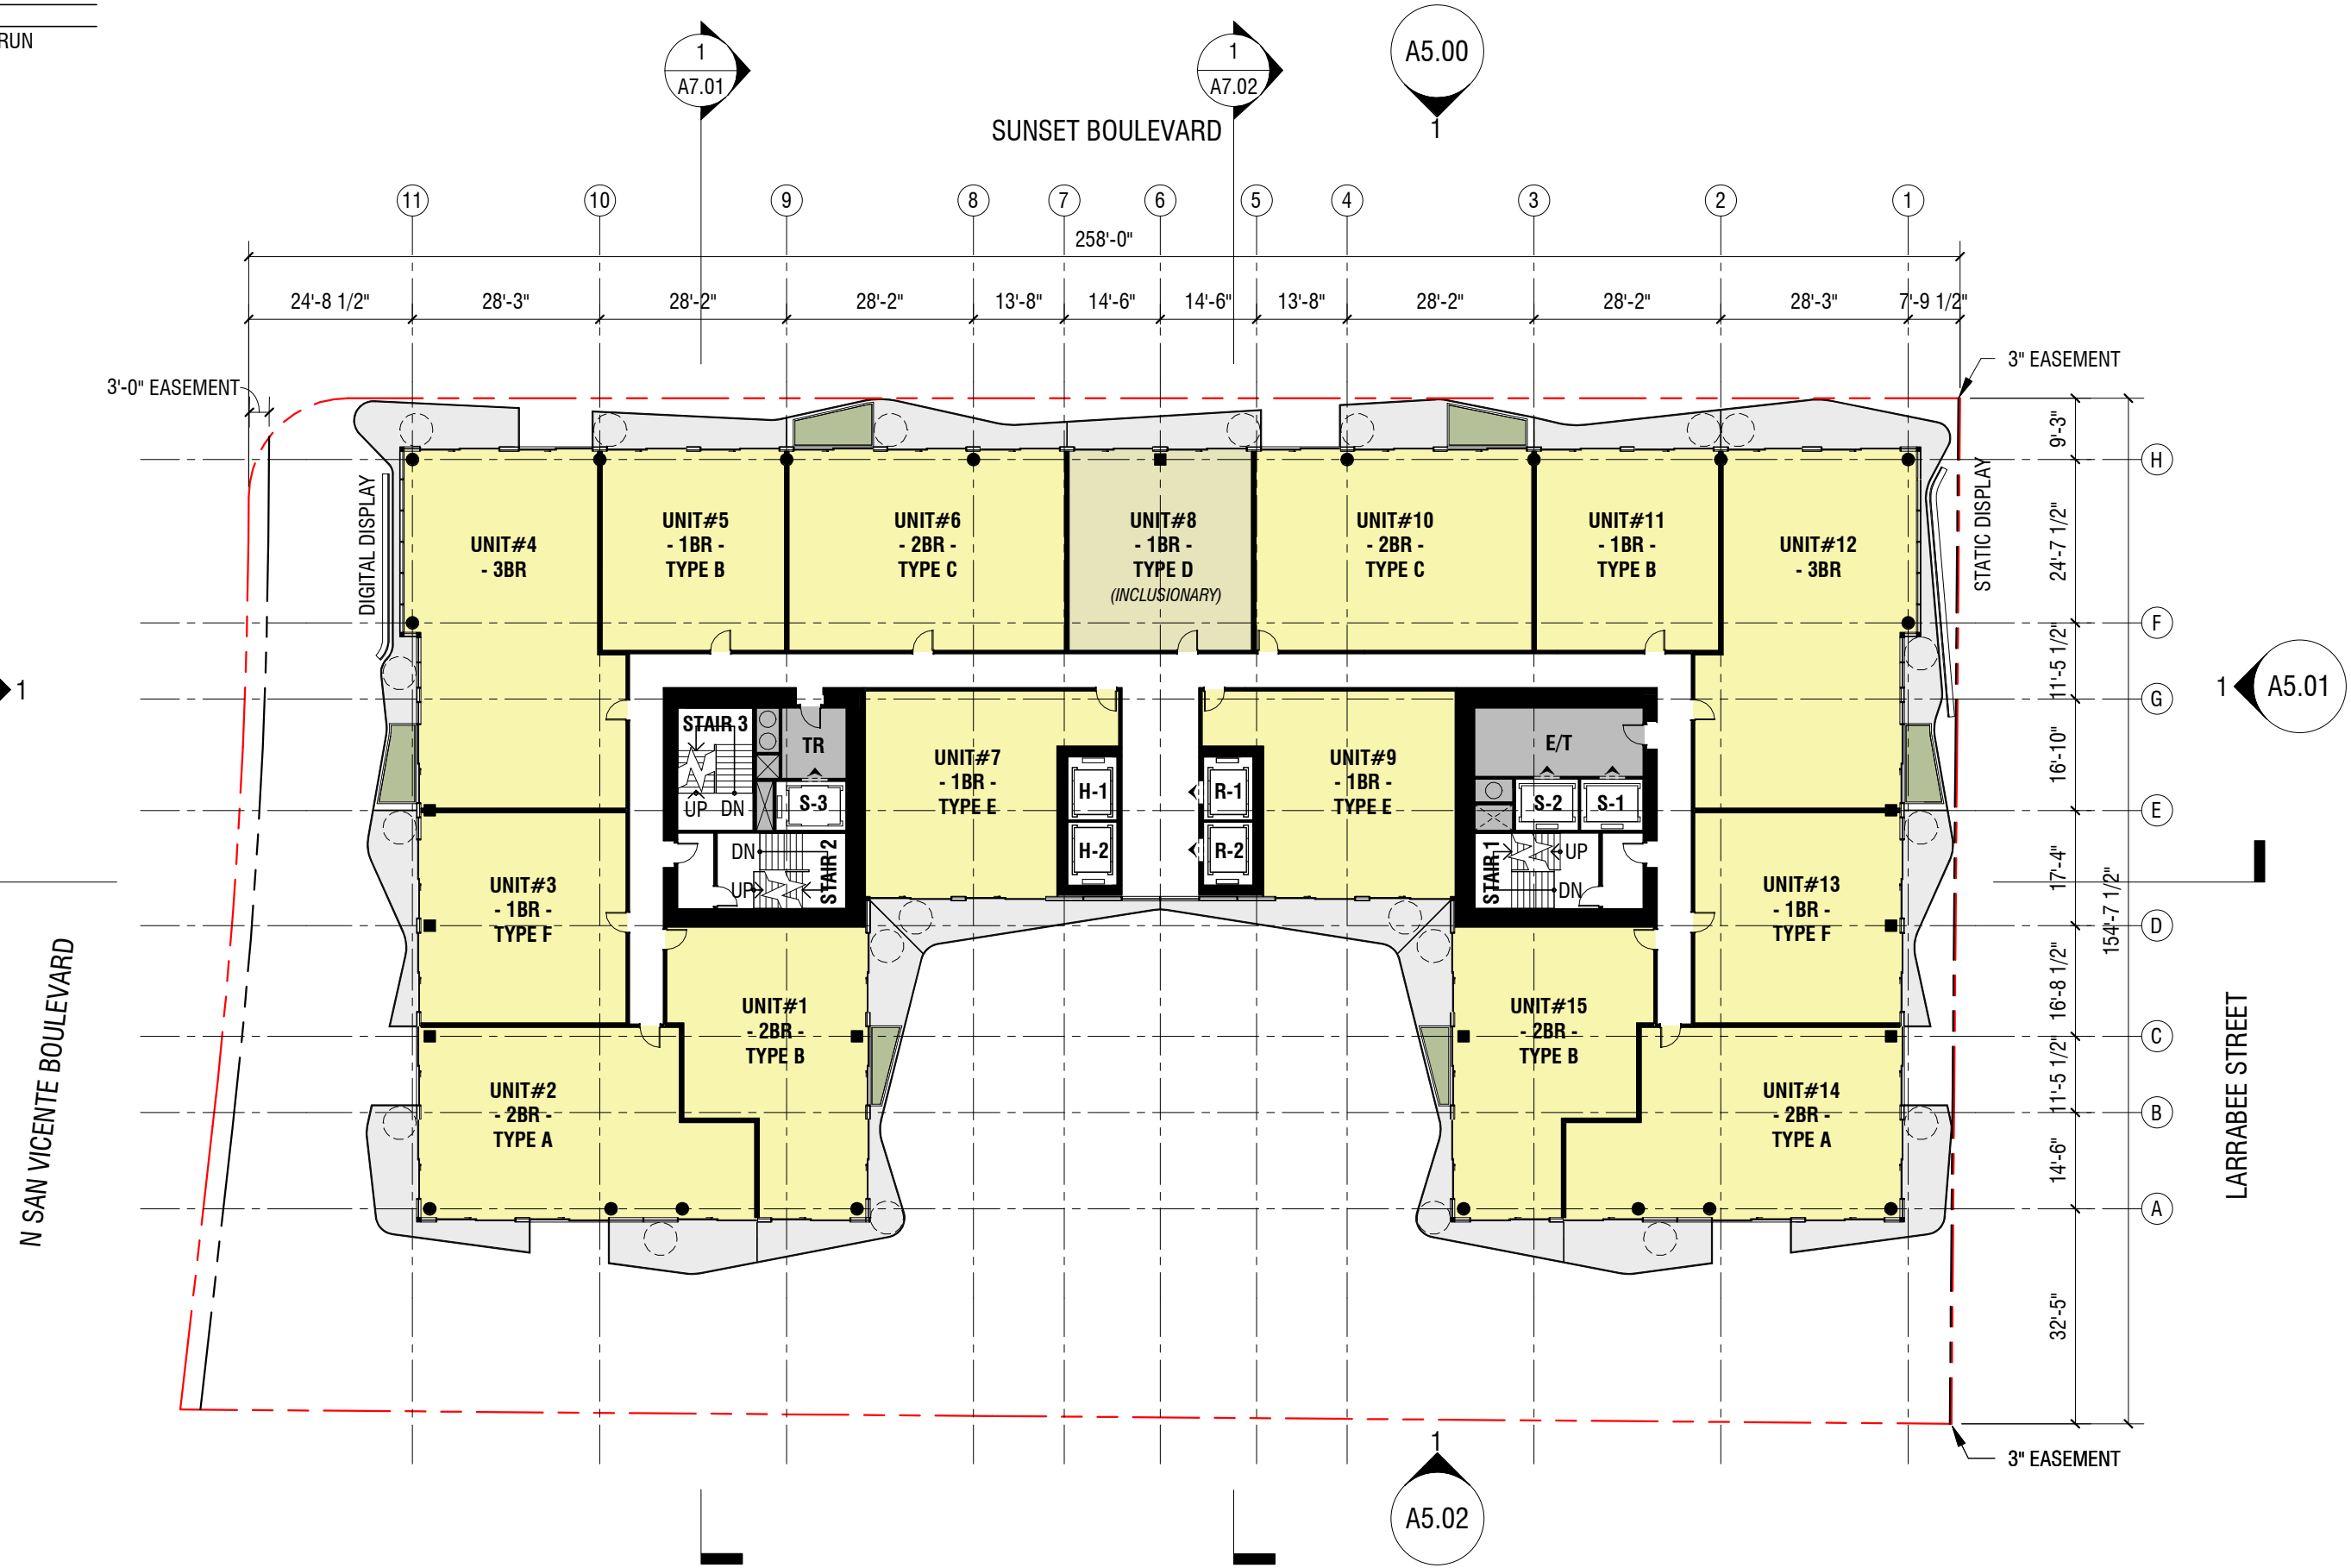 RUN
1
A7.01
1
A7.02
A5.00
1
SUNSET BOULEVARD
11
10
9
8
7
6
5
4
3
2
1
258'-0"
24'-8 1/2"
28'-3"
28'-2"
28'-2"
13'-8"
14'-6"
14'-6"
13'-8"
28'-2"
28'-2"
28'-3"
7'-9 1/2"
3'-0" EASEMENT
3" EASEMENT
DIGITAL DISPLAY
STATIC DISPLAY
UNIT#4
- 3BR
UNIT#5
- 1BR -
TYPE B
UNIT#6
- 2BR -
TYPE C
UNIT#8
- 1BR -
TYPE D
(INCLUSIONARY)
UNIT#10
- 2BR -
TYPE C
UNIT#11
- 1BR -
TYPE B
UNIT#12
- 3BR
9'-3"
H
24'-7 1/2"
F
11'-5 1/2"
G
16'-10"
E
17'-4"
154'-7 1/2"
D
16'-8 1/2"
C
11'-5 1/2"
B
14'-6"
A
32'-5"
1
1
A5.01
STAIR 3
UP
DN
TR
S-3
DN
UP
STAIR 2
UNIT#7
- 1BR -
TYPE E
H-1
H-2
R-1
R-2
UNIT#9
- 1BR -
TYPE E
E/T
S-2
S-1
STAIR 1
UP
DN
UNIT#3
- 1BR -
TYPE F
UNIT#13
- 1BR -
TYPE F
UNIT#1
- 2BR -
TYPE B
UNIT#15
- 2BR -
TYPE B
UNIT#2
- 2BR -
TYPE A
UNIT#14
- 2BR -
TYPE A
N SAN VICENTE BOULEVARD
LARRABEE STREET
3" EASEMENT
1
A5.02